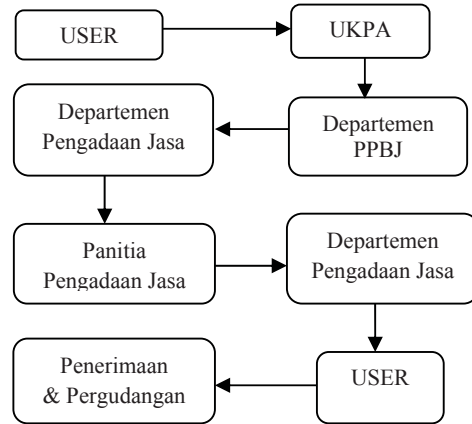 USER
UKPA
Departemen
PPBJ
Departemen
Pengadaan Jasa
Panitia
Pengadaan Jasa
Departemen
Pengadaan Jasa
USER
Penerimaan
& Pergudangan